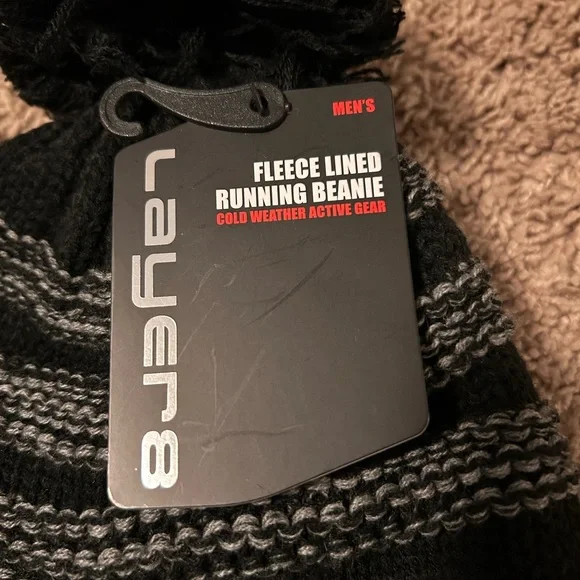 MEN'S
FLEECE LINED
RUNNING BEANIE
COLD WEATHER ACTIVE GEAR
Layer8